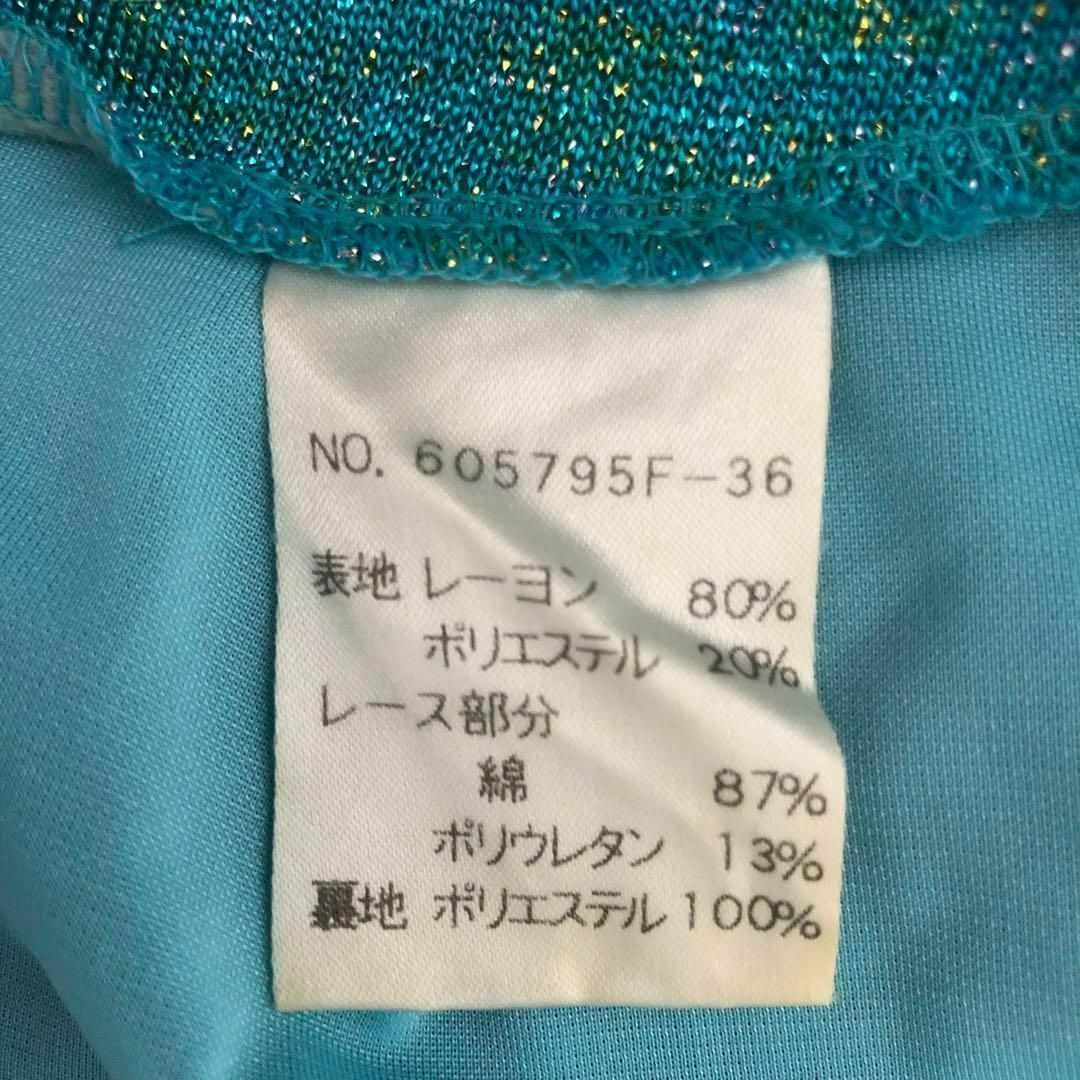 NO. 605795F-36
表地 レーヨン 80%
ポリエステル 20%
レース部分
綿 87%
ポリウレタン 13%
裏地 ポリエステル 100%